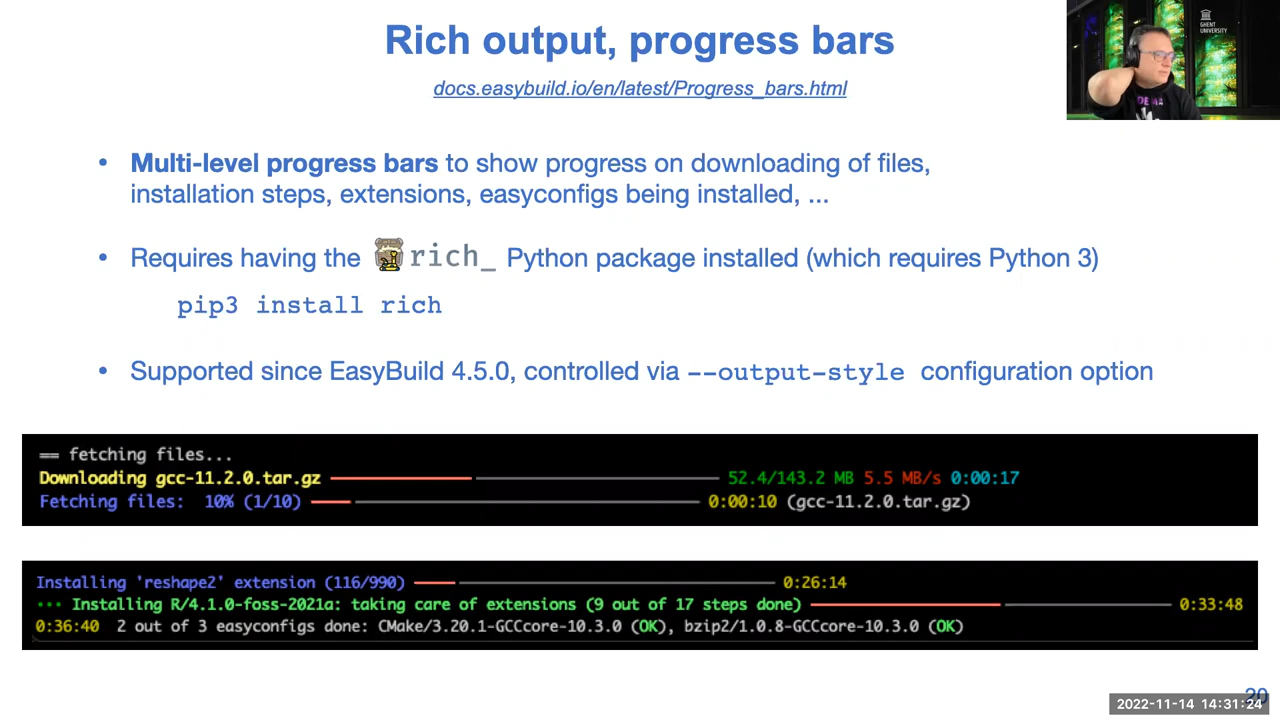 Rich output, progress bars
docs.easybuild.io/en/latest/Progress_bars.html
GHENT
UNIVERSITY
• Multi-level progress bars to show progress on downloading of files,
installation steps, extensions, easyconfigs being installed, ...
• Requires having the rich_ Python package installed (which requires Python 3)
pip3 install rich
• Supported since EasyBuild 4.5.0, controlled via --output-style configuration option
== fetching files...
Downloading gcc-11.2.0.tar.gz 52.4/143.2 MB 5.5 MB/s 0:00:17
Fetching files: 10% (1/10) 0:00:10 (gcc-11.2.0.tar.gz)
Installing 'reshape2' extension (116/990) 0:26:14
••• Installing R/4.1.0-foss-2021a: taking care of extensions (9 out of 17 steps done) 0:33:48
0:36:40 2 out of 3 easyconfigs done: CMake/3.20.1-GCCcore-10.3.0 (OK), bzip2/1.0.8-GCCcore-10.3.0 (OK)
20
2022-11-14 14:31:24